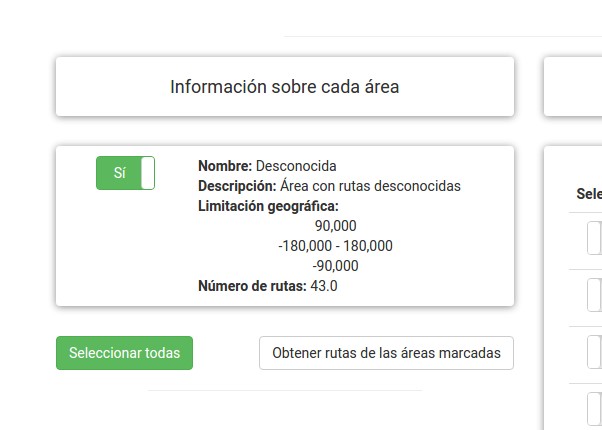 Información sobre cada área
Sí
Nombre: Desconocida
Descripción: Área con rutas desconocidas
Limitación geográfica:
90,000
-180,000 - 180,000
-90,000
Número de rutas: 43.0
Seleccionar todas
Obtener rutas de las áreas marcadas
Sele